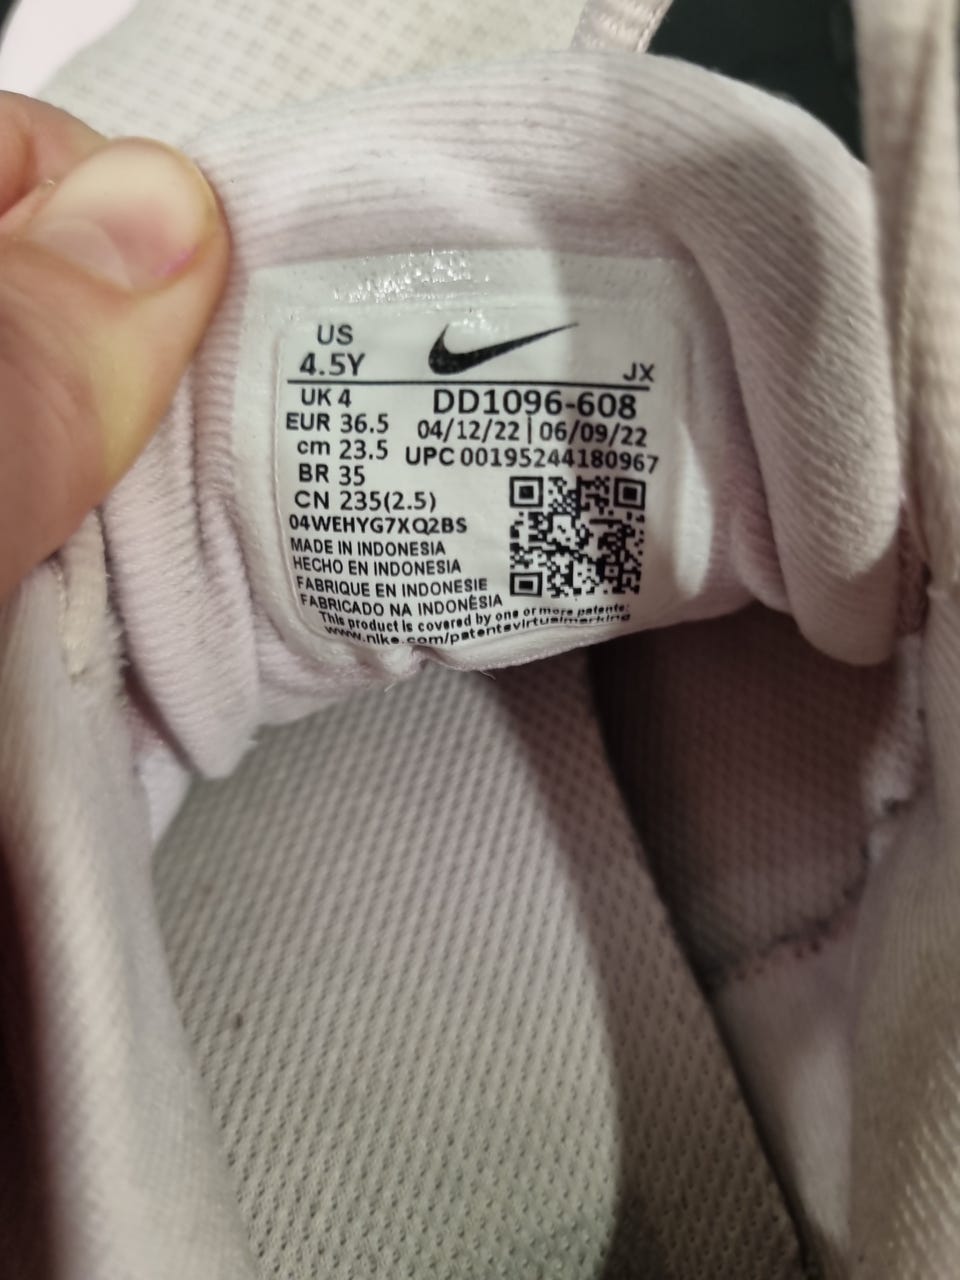 US
4.5Y
JX
UK 4
EUR 36.5
cm 23.5
BR 35
CN 235(2.5)
DD1096-608
04/12/22 | 06/09/22
UPC 00195244180967
04WEHYG7XQ2BS
MADE IN INDONESIA
HECHO EN INDONESIA
FABRIQUE EN INDONESIE
FABRICADO NA INDONÉSIA
This product is covered by one or more patents:
www.nike.com/patentsvirtualmarking